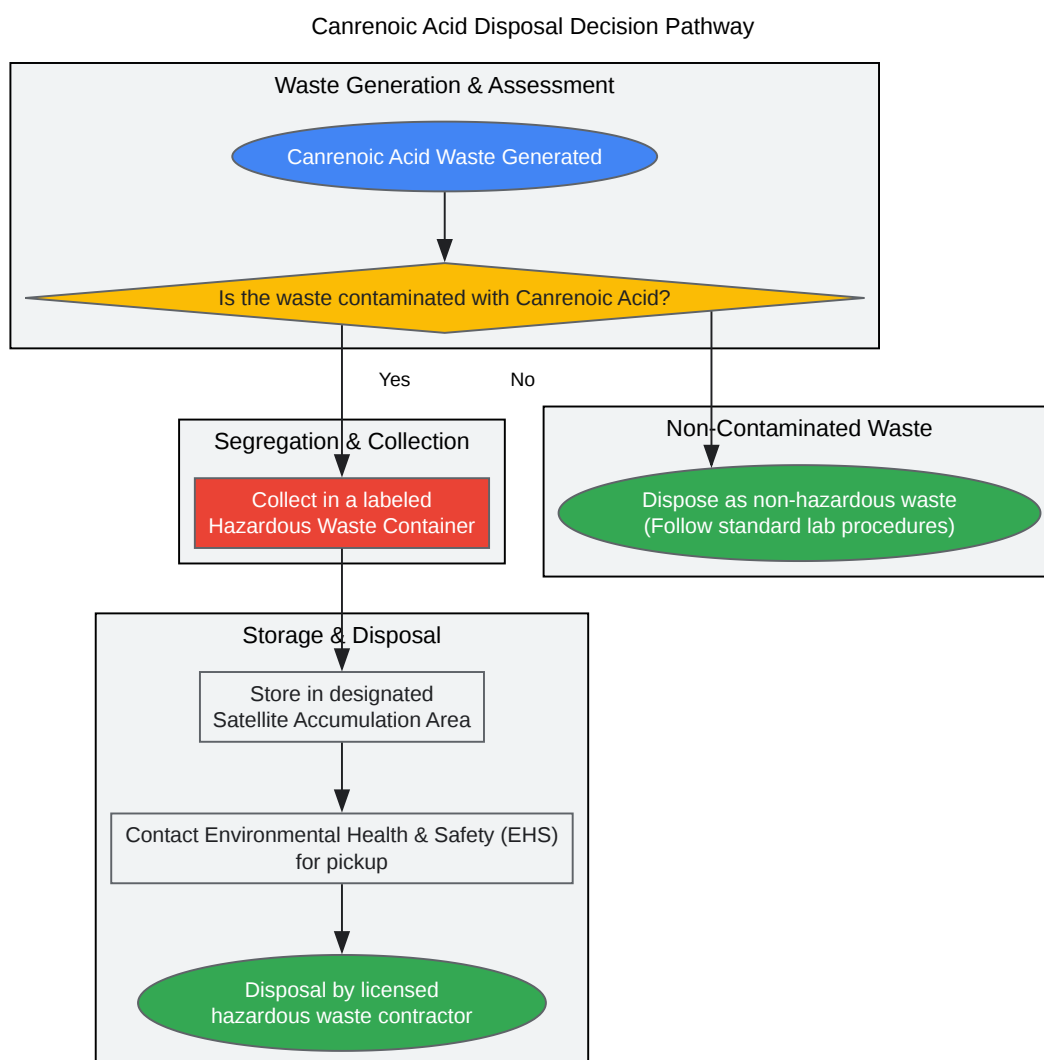 Canrenoic Acid Disposal Decision Pathway
Waste Generation & Assessment
Canrenoic Acid Waste Generated
Is the waste contaminated with Canrenoic Acid?
Yes
No
Segregation & Collection
Collect in a labeled
Hazardous Waste Container
Non-Contaminated Waste
Dispose as non-hazardous waste
(Follow standard lab procedures)
Storage & Disposal
Store in designated
Satellite Accumulation Area
Contact Environmental Health & Safety (EHS)
for pickup
Disposal by licensed
hazardous waste contractor